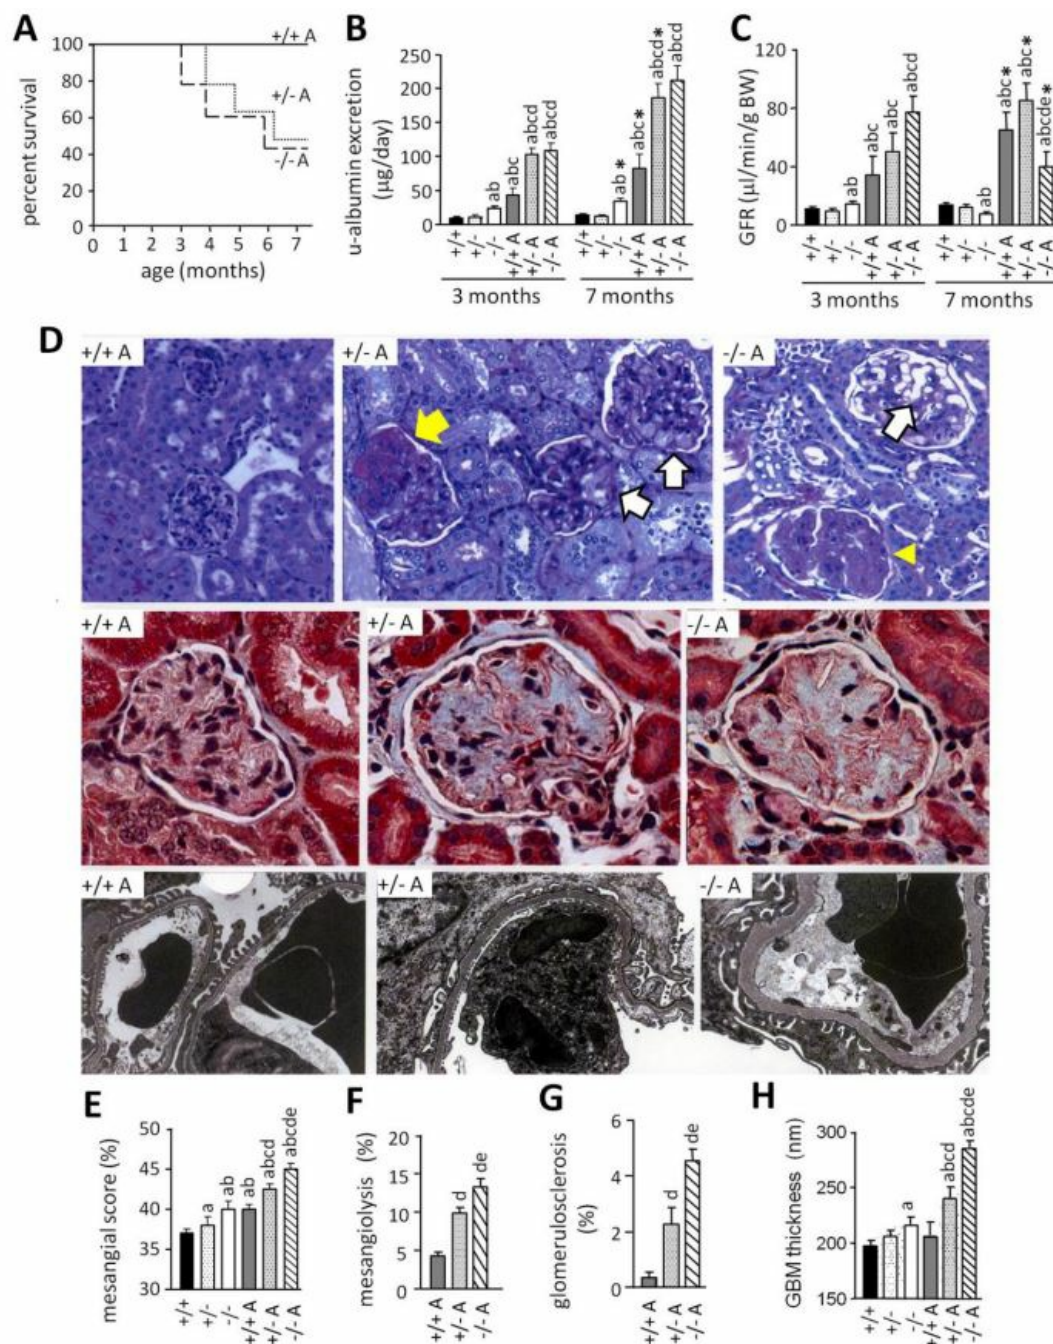 A
B
C
percent survival
100
80
60
40
20
0
+/+ A
+/- A
-/- A
0 1 2 3 4 5 6 7
age (months)
u-albumin excretion
(µg/day)
250
200
150
100
50
0
ab
abc
abcd
abcd
ab *
abc *
abcd *
abcd
+/+
+/-
-/-
+/+ A
+/- A
-/- A
+/+
+/-
-/-
+/+ A
+/- A
-/- A
3 months
7 months
GFR (µl/min/g BW)
120
80
40
0
ab
abc
abc
abcd
ab
abc *
abc *
abcde *
+/+
+/-
-/-
+/+ A
+/- A
-/- A
+/+
+/-
-/-
+/+ A
+/- A
-/- A
3 months
7 months
D
+/+ A
+/- A
-/- A
+/+ A
+/- A
-/- A
+/+ A
+/- A
-/- A
E
mesangial score (%)
50
45
40
35
30
a
ab
ab
abcd
abcde
+/+
+/-
-/-
+/+ A
+/- A
-/- A
F
mesangiolysis (%)
20
15
10
5
0
d
de
+/+ A
+/- A
-/- A
G
glomerulosclerosis
(%)
6
4
2
0
d
de
+/+ A
+/- A
-/- A
H
GBM thickness (nm)
300
250
200
150
a
abcd
abcde
+/+
+/-
-/-
+/+ A
+/- A
-/- A